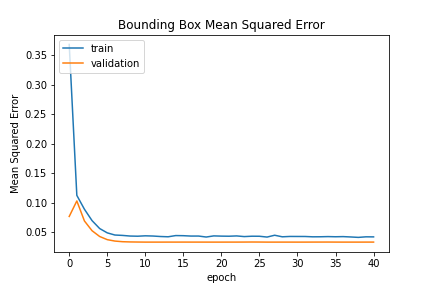 Bounding Box Mean Squared Error
train
validation
Mean Squared Error
0.35
0.30
0.25
0.20
0.15
0.10
0.05
0 5 10 15 20 25 30 35 40
epoch